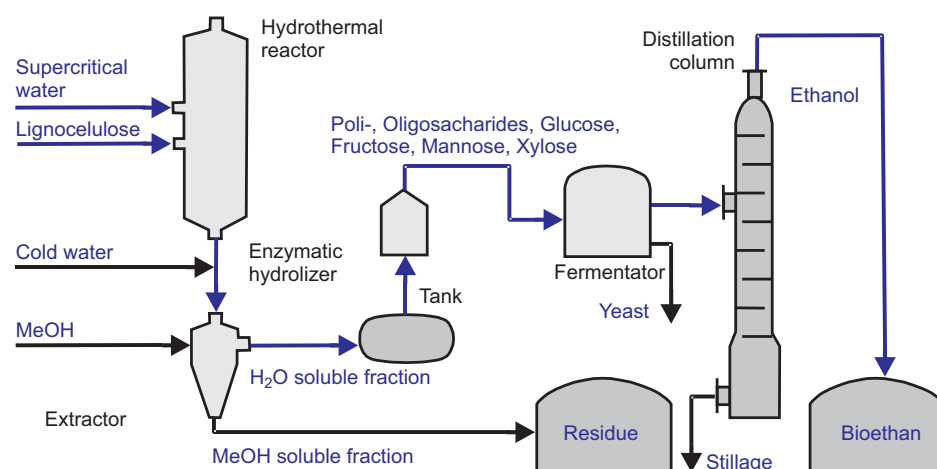 Hydrothermal
reactor
Distillation
column
Supercritical
water
Ethanol
Lignocelulose
Poli-, Oligosacharides, Glucose,
Fructose, Mannose, Xylose
Cold water
Enzymatic
hydrolizer
Fermentator
Tank
Yeast
MeOH
H₂O soluble fraction
Extractor
Residue
Bioethan
MeOH soluble fraction
Stillage